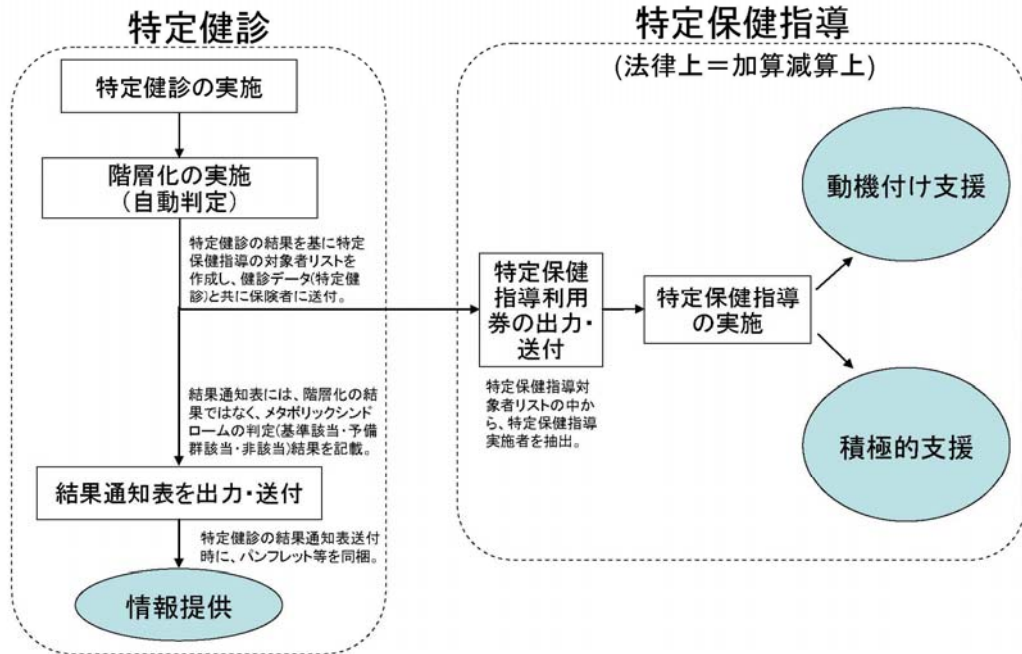 特定健診
特定健診の実施
階層化の実施
(自動判定)
特定健診の結果を基に特定
保健指導の対象者リストを
作成し、健診データ(特定健
診)と共に保険者に送付。
結果通知表には、階層化の結
果ではなく、メタボリックシンド
ロームの判定(基準該当・予備
群該当・非該当)結果を記載。
結果通知表を出力・送付
特定健診の結果通知表送付
時に、パンフレット等を同梱。
情報提供
特定保健指導
(法律上＝加算減算上)
特定保健
指導利用
券の出力・
送付
特定保健指導対
象者リストの中か
ら、特定保健指導
実施者を抽出。
特定保健指導
の実施
動機付け支援
積極的支援